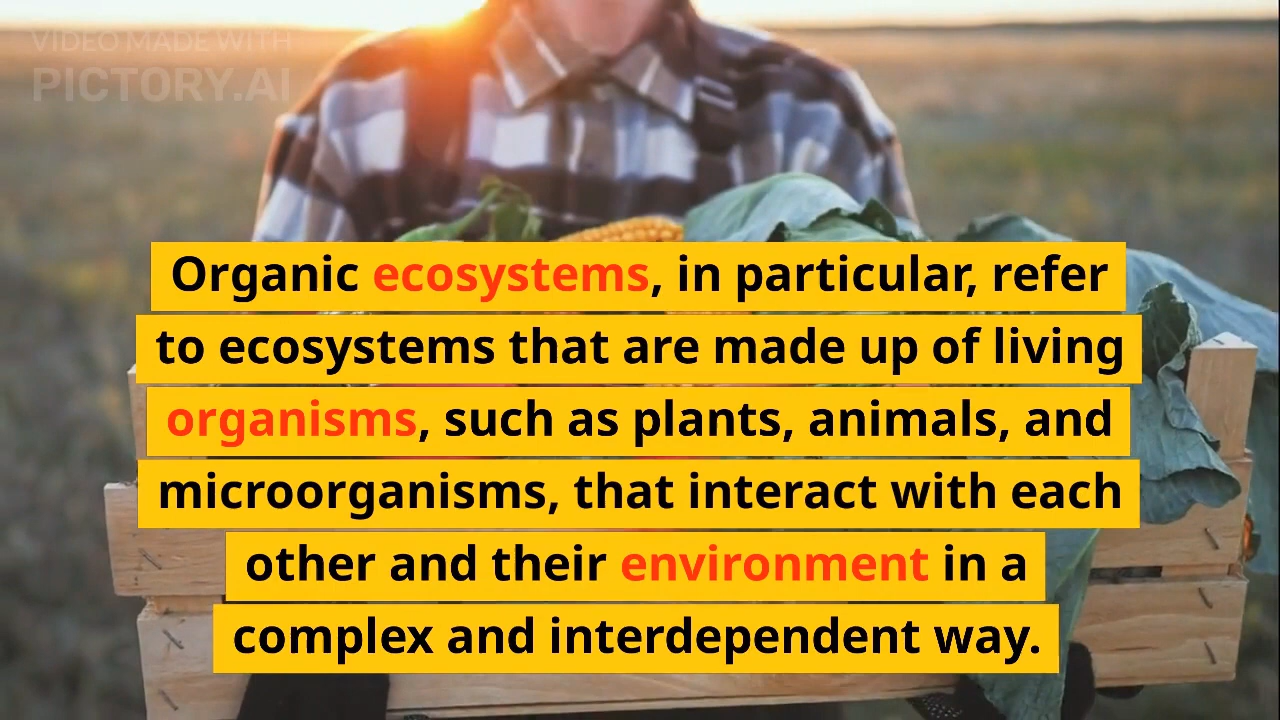 VIDEO MADE WITH
PICTORY.AI
Organic ecosystems, in particular, refer
to ecosystems that are made up of living
organisms, such as plants, animals, and
microorganisms, that interact with each
other and their environment in a
complex and interdependent way.